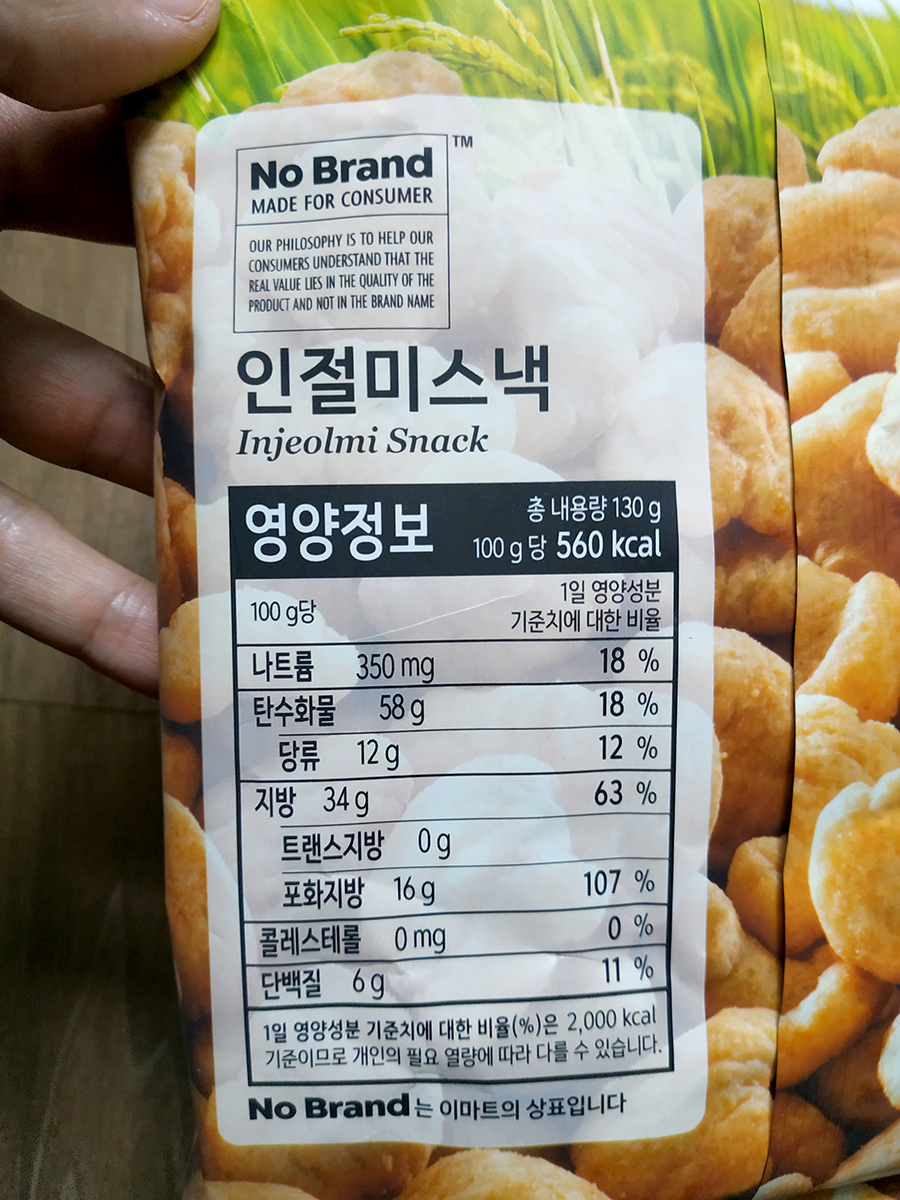 No Brand™
MADE FOR CONSUMER
OUR PHILOSOPHY IS TO HELP OUR
CONSUMERS UNDERSTAND THAT THE
REAL VALUE LIES IN THE QUALITY OF THE
PRODUCT AND NOT IN THE BRAND NAME
인절미스낵
Injeolmi Snack
영양정보
총 내용량 130 g
100 g 당 560 kcal
100 g당
1일 영양성분
기준치에 대한 비율
나트륨 350 mg 18 %
탄수화물 58 g 18 %
당류 12 g 12 %
지방 34 g 63 %
트랜스지방 0 g
포화지방 16 g 107 %
콜레스테롤 0 mg 0 %
단백질 6 g 11 %
1일 영양성분 기준치에 대한 비율(%)은 2,000 kcal
기준이므로 개인의 필요 열량에 따라 다를 수 있습니다.
No Brand는 이마트의 상표입니다